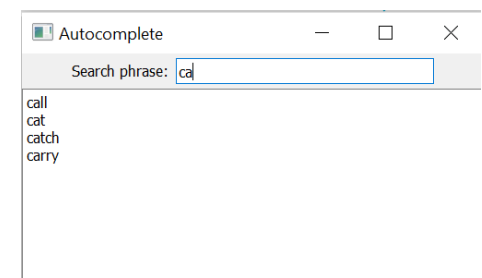 Autocomplete
Search phrase: ca
call
cat
catch
carry